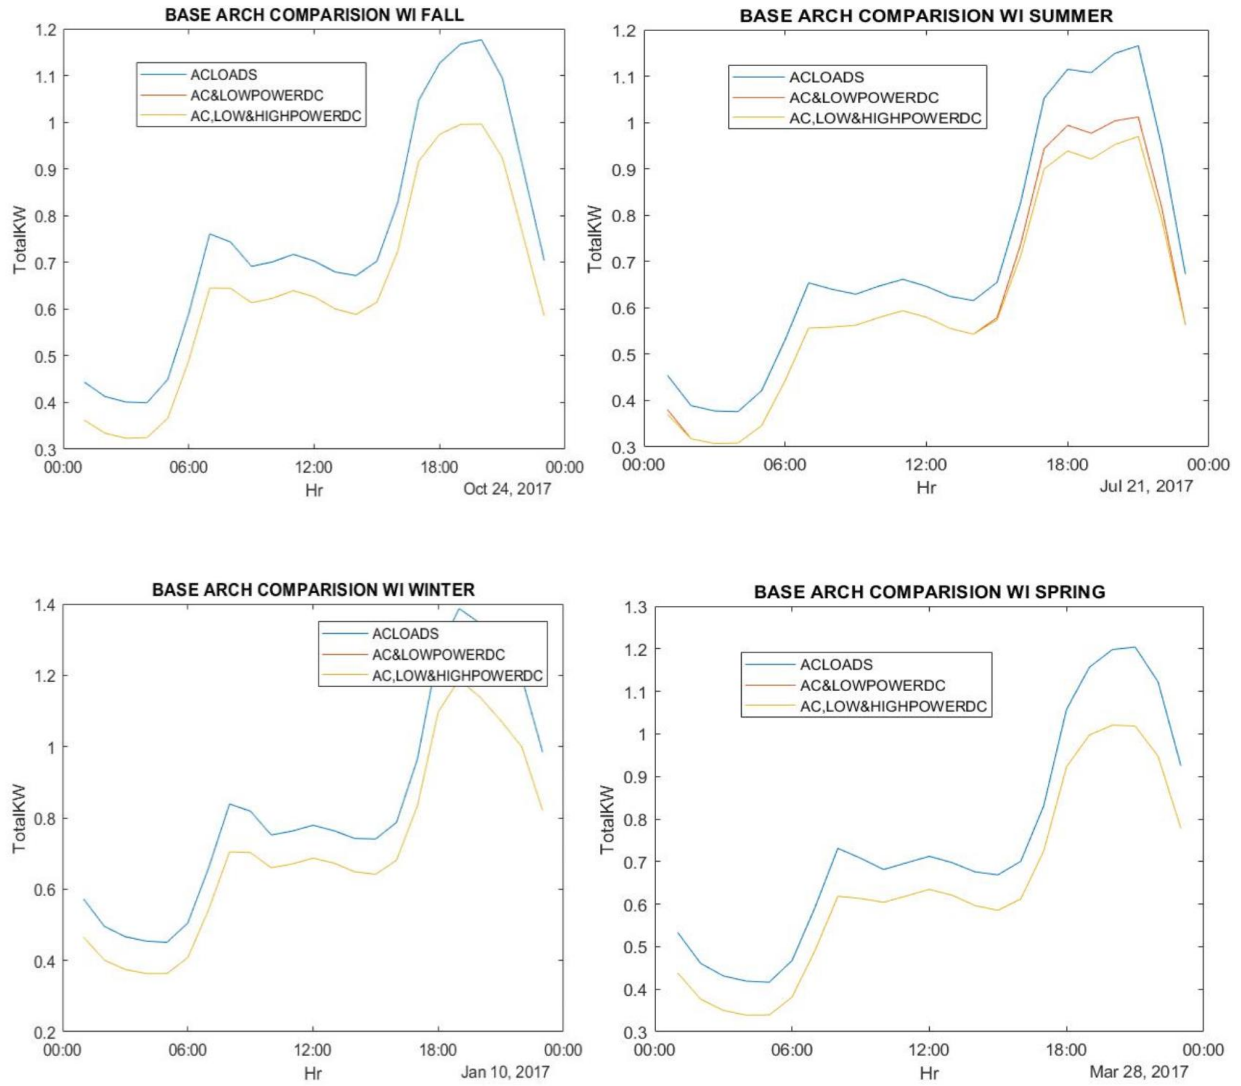 BASE ARCH COMPARISION WI FALL
1.2
1.1
1
0.9
0.8
0.7
0.6
0.5
0.4
0.3
TotalKW
ACLOADS
AC&LOWPOWERDC
AC,LOW&HIGHPOWERDC
00:00 06:00 12:00 18:00 00:00
Hr
Oct 24, 2017
BASE ARCH COMPARISION WI SUMMER
1.2
1.1
1
0.9
0.8
0.7
0.6
0.5
0.4
0.3
TotalKW
ACLOADS
AC&LOWPOWERDC
AC,LOW&HIGHPOWERDC
00:00 06:00 12:00 18:00 00:00
Hr
Jul 21, 2017
BASE ARCH COMPARISION WI WINTER
1.4
1.2
1
0.8
0.6
0.4
0.2
TotalKW
ACLOADS
AC&LOWPOWERDC
AC,LOW&HIGHPOWERDC
00:00 06:00 12:00 18:00 00:00
Hr
Jan 10, 2017
BASE ARCH COMPARISION WI SPRING
1.3
1.2
1.1
1
0.9
0.8
0.7
0.6
0.5
0.4
0.3
TotalKW
ACLOADS
AC&LOWPOWERDC
AC,LOW&HIGHPOWERDC
00:00 06:00 12:00 18:00 00:00
Hr
Mar 28, 2017